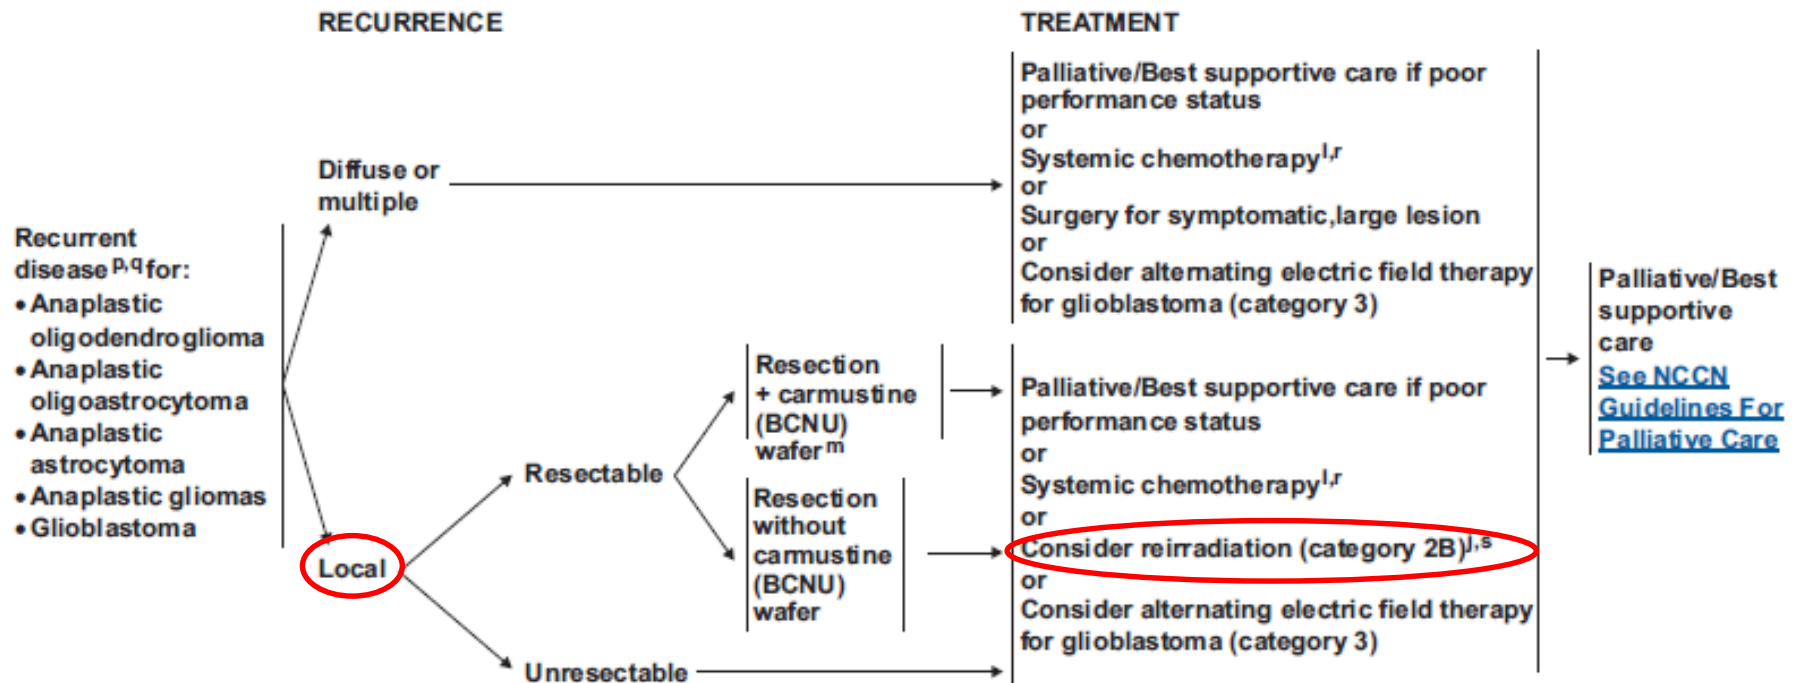 RECURRENCE
TREATMENT
Recurrent
disease p,q for:
• Anaplastic
oligodendroglioma
• Anaplastic
oligoastrocytoma
• Anaplastic
astrocytoma
• Anaplastic gliomas
• Glioblastoma
Diffuse or
multiple
Local
Resectable
Unresectable
Resection
+ carmustine
(BCNU)
wafer m
Resection
without
carmustine
(BCNU)
wafer
Palliative/Best supportive care if poor
performance status
or
Systemic chemotherapy l,r
or
Surgery for symptomatic,large lesion
or
Consider alternating electric field therapy
for glioblastoma (category 3)
Palliative/Best supportive care if poor
performance status
or
Systemic chemotherapy l,r
or
Consider reirradiation (category 2B) j,s
or
Consider alternating electric field therapy
for glioblastoma (category 3)
Palliative/Best
supportive
care
See NCCN
Guidelines For
Palliative Care